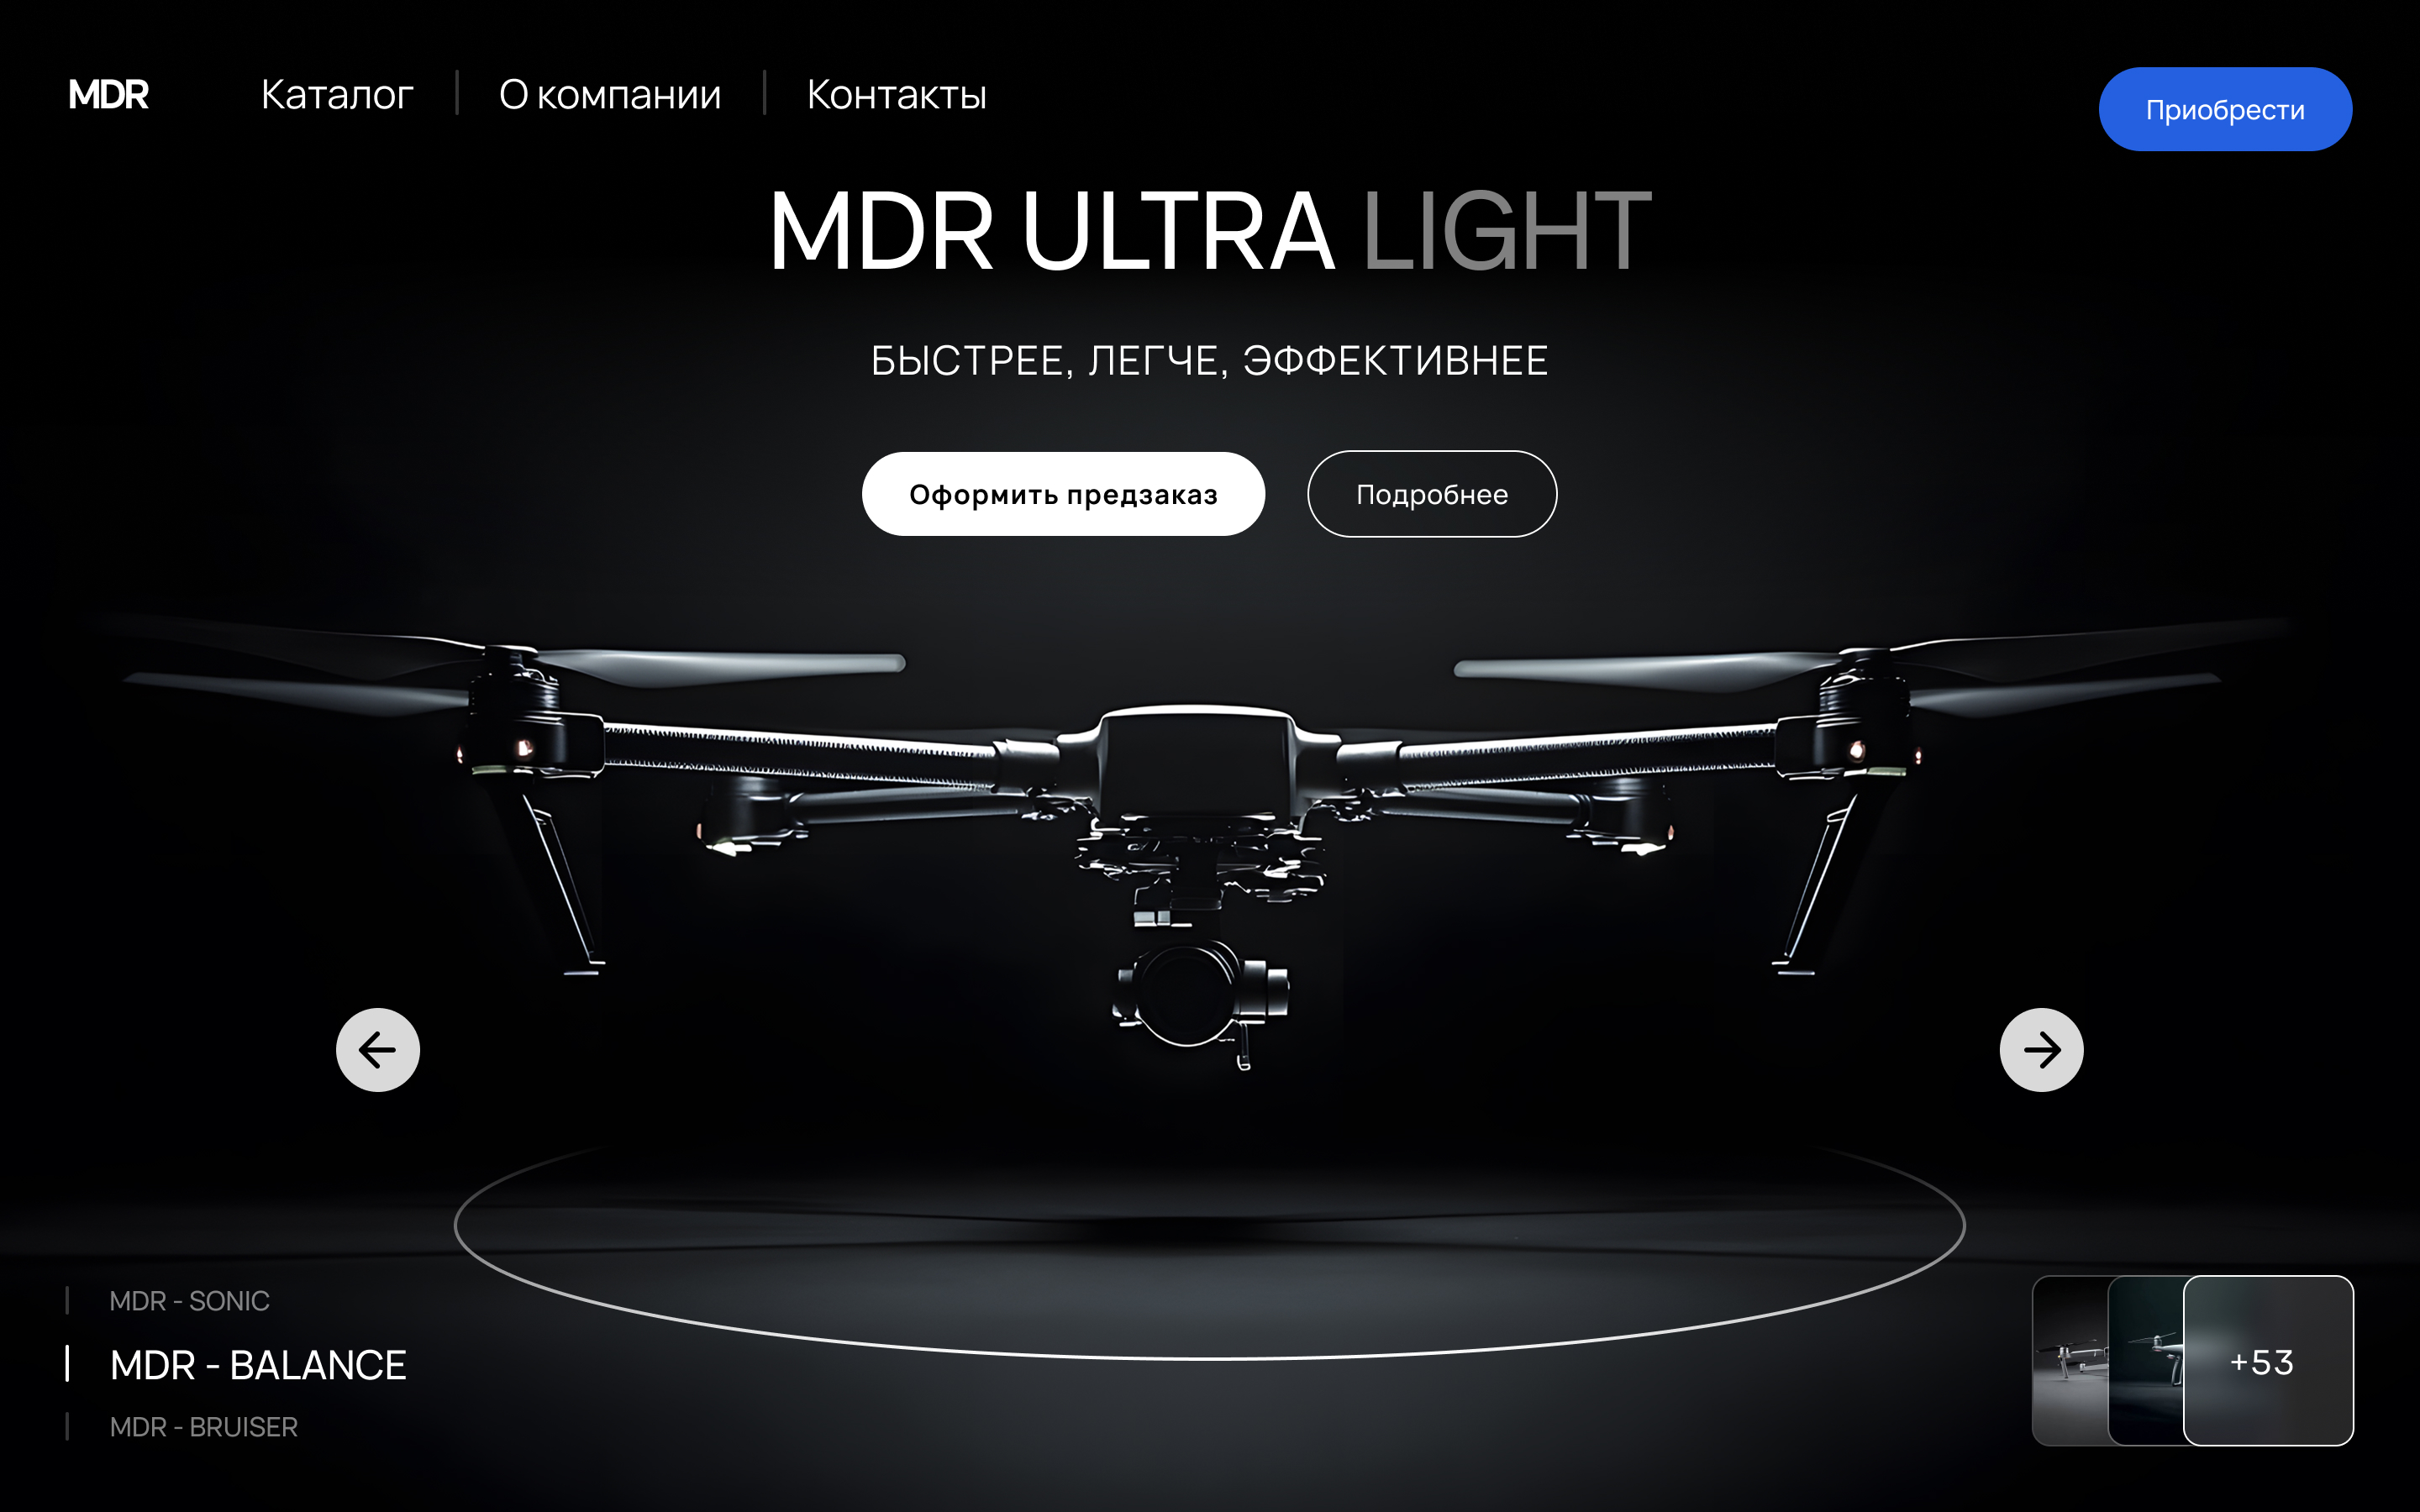 MDR
Каталог
О компании
Контакты
Приобрести
MDR ULTRA LIGHT
БЫСТРЕЕ, ЛЕГЧЕ, ЭФФЕКТИВНЕЕ
Оформить предзаказ
Подробнее
MDR - SONIC
MDR - BALANCE
MDR - BRUISER
+53